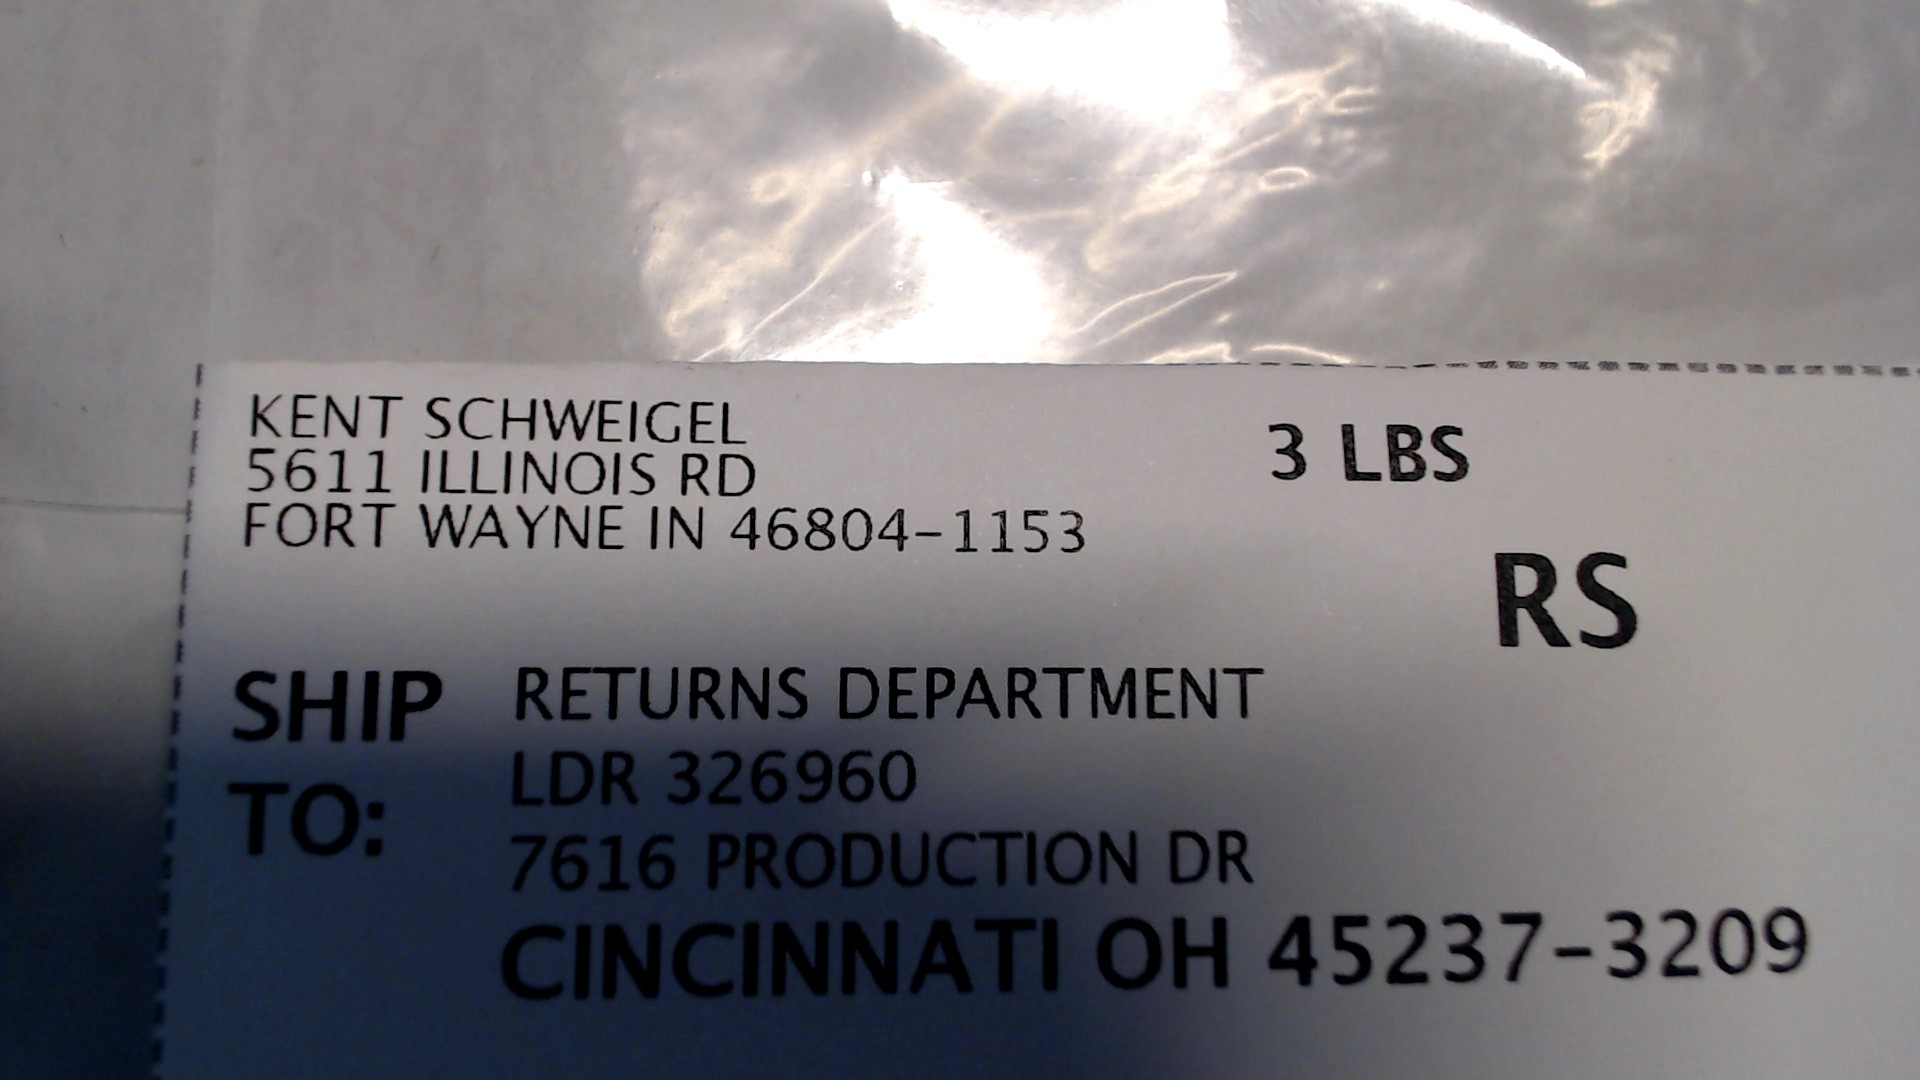 KENT SCHWEIGEL
5611 ILLINOIS RD
FORT WAYNE IN 46804-1153
3 LBS
RS
SHIP TO:
RETURNS DEPARTMENT
LDR 326960
7616 PRODUCTION DR
CINCINNATI OH 45237-3209